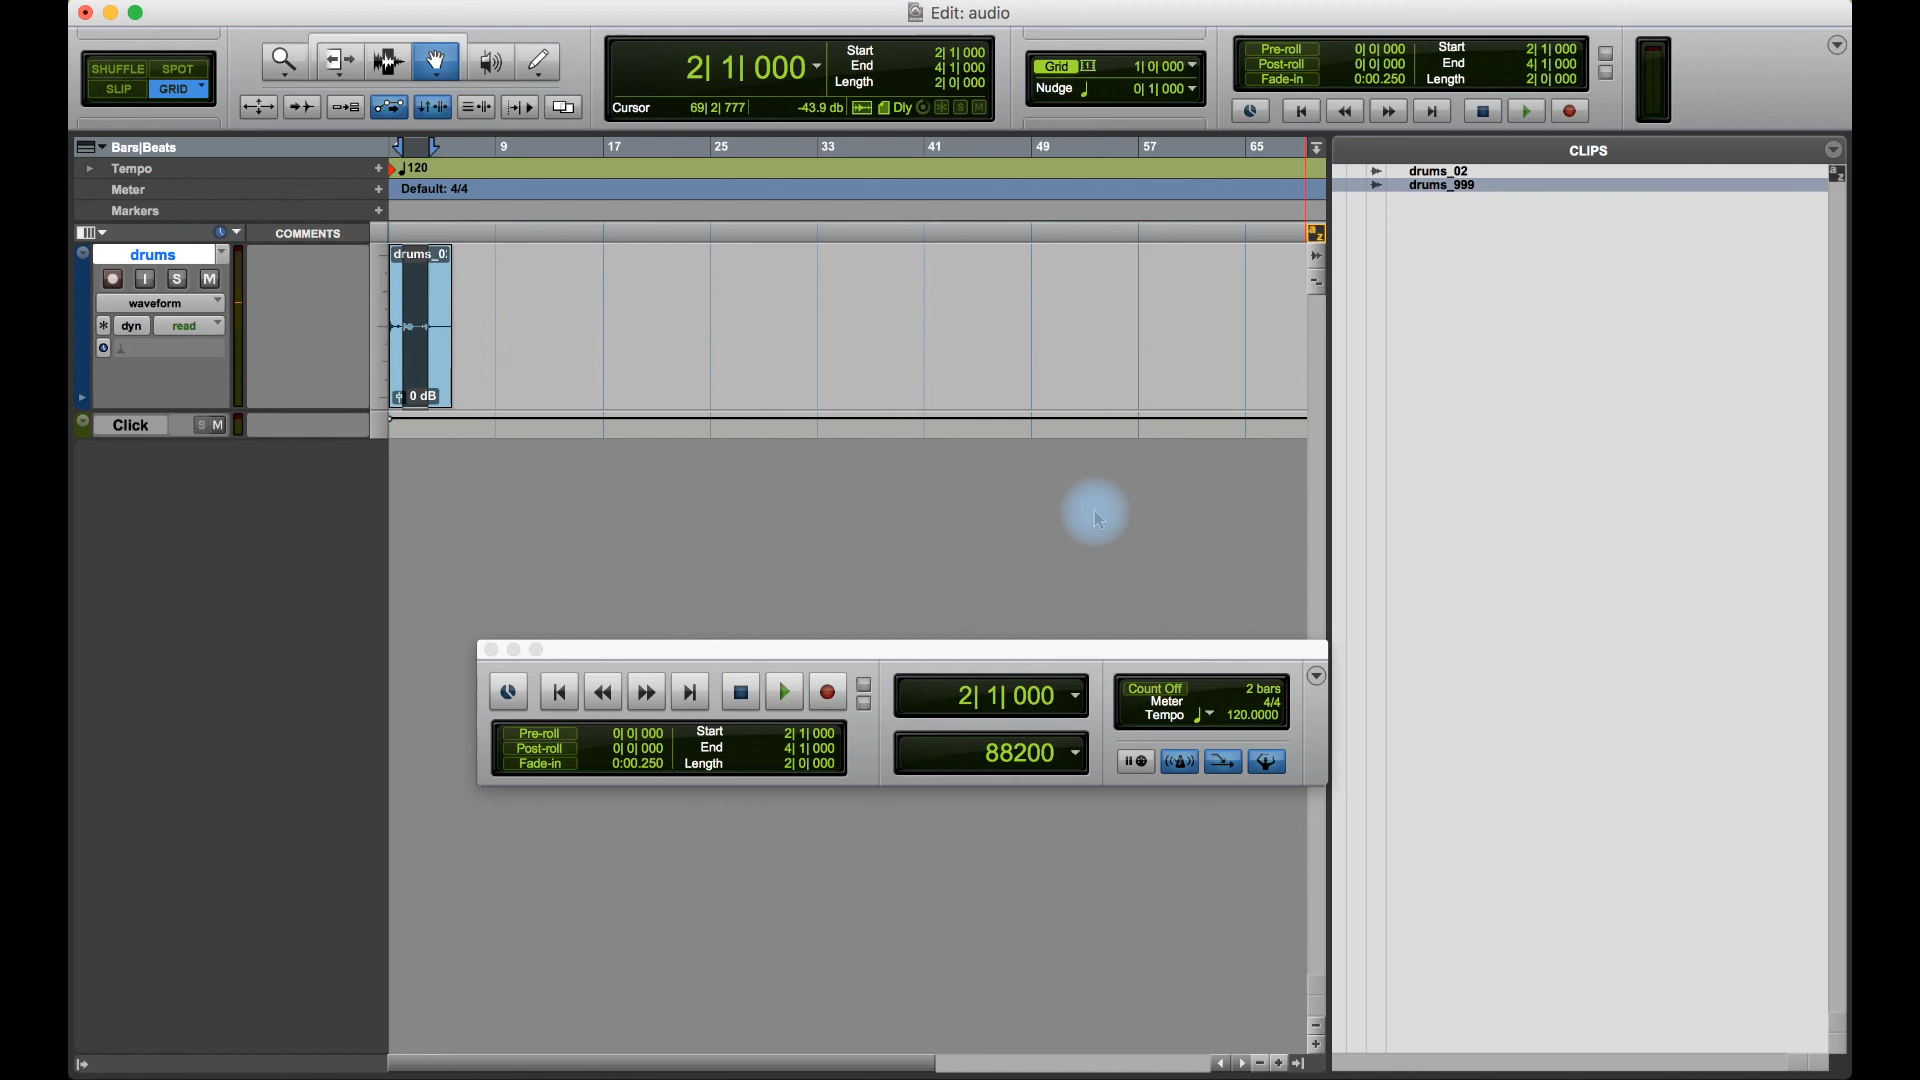 Edit: audio
SHUFFLE SPOT
SLIP GRID
2| 1| 000
Start 2| 1| 000
End 4| 1| 000
Length 2| 0| 000
Cursor 69| 2| 777 -43.9 db Dly S M
Grid 1| 0| 000
Nudge 0| 1| 000
Pre-roll 0| 0| 000 Start 2| 1| 000
Post-roll 0| 0| 000 End 4| 1| 000
Fade-in 0:00.250 Length 2| 0| 000
Bars|Beats 9 17 25 33 41 49 57 65
Tempo + 120
Meter + Default: 4/4
Markers +
COMMENTS
a z
drums drums_0
I S M
waveform
dyn read
0 dB
Click S M
CLIPS
drums_02
drums_999
a z
2| 1| 000
Count Off 2 bars
Meter 4/4
Tempo 120.0000
Pre-roll 0| 0| 000 Start 2| 1| 000
Post-roll 0| 0| 000 End 4| 1| 000
Fade-in 0:00.250 Length 2| 0| 000
88200